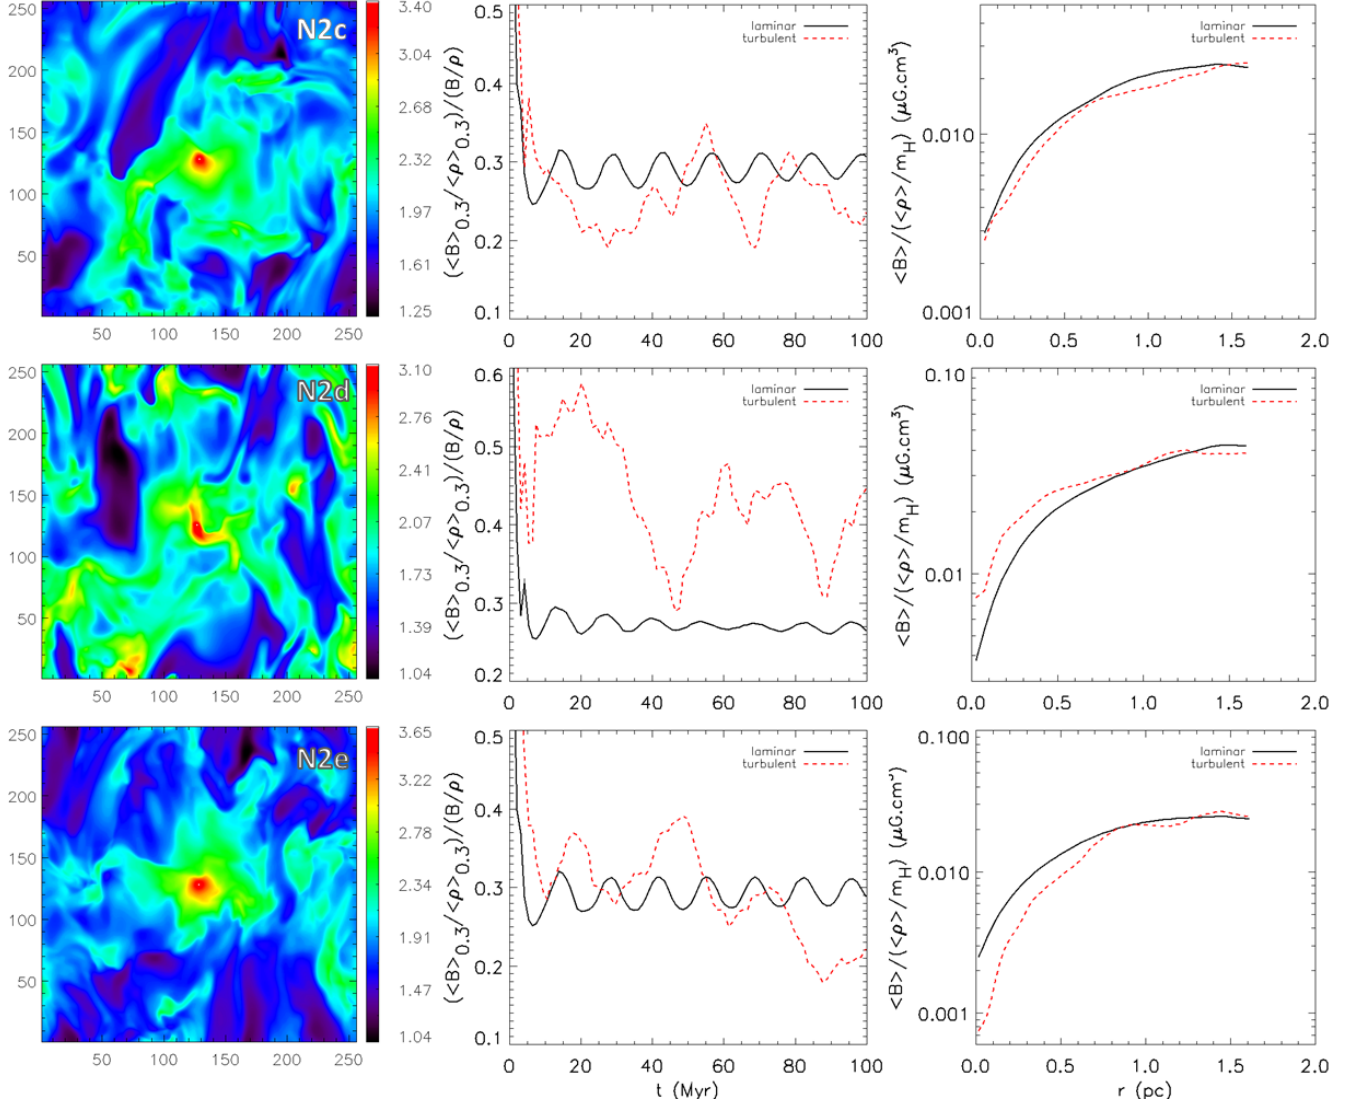 N2c
250
200
150
100
50
50 100 150 200 250
3.40
3.04
2.68
2.32
1.97
1.61
1.25
(<B>0.3/<ρ>0.3)/(B/ρ)
0.5
0.4
0.3
0.2
0.1
0 20 40 60 80 100
laminar
turbulent
<B>/(<ρ>/mH) (μG.cm³)
0.010
0.001
0.0 0.5 1.0 1.5 2.0
laminar
turbulent
N2d
250
200
150
100
50
50 100 150 200 250
3.10
2.76
2.41
2.07
1.73
1.39
1.04
(<B>0.3/<ρ>0.3)/(B/ρ)
0.6
0.5
0.4
0.3
0.2
0 20 40 60 80 100
laminar
turbulent
<B>/(<ρ>/mH) (μG.cm³)
0.10
0.01
0.0 0.5 1.0 1.5 2.0
laminar
turbulent
N2e
250
200
150
100
50
50 100 150 200 250
3.65
3.22
2.78
2.34
1.91
1.47
1.04
(<B>0.3/<ρ>0.3)/(B/ρ)
0.5
0.4
0.3
0.2
0.1
0 20 40 60 80 100
t (Myr)
laminar
turbulent
<B>/(<ρ>/mH) (μG.cm³)
0.100
0.010
0.001
0.0 0.5 1.0 1.5 2.0
r (pc)
laminar
turbulent